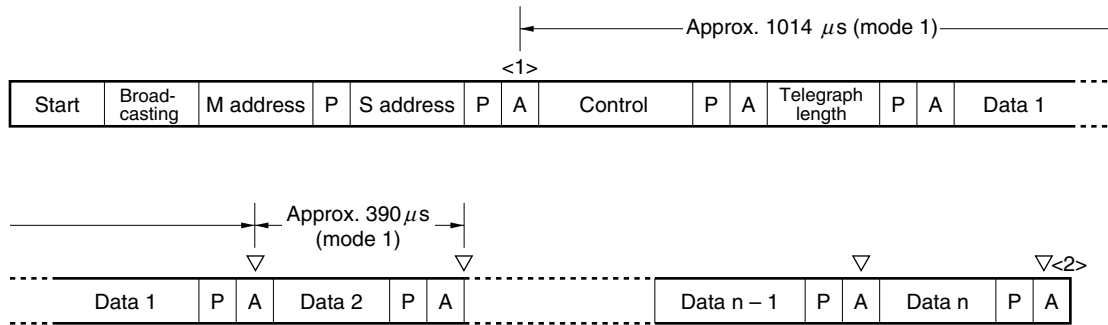 Approx. 1014 μs (mode 1)
<1>
Start Broad-casting M address P S address P A Control P A Telegraph length P A Data 1
Approx. 390 μs
(mode 1)
▽ ▽ ▽ ▽<2>
Data 1 P A Data 2 P A Data n – 1 P A Data n P A